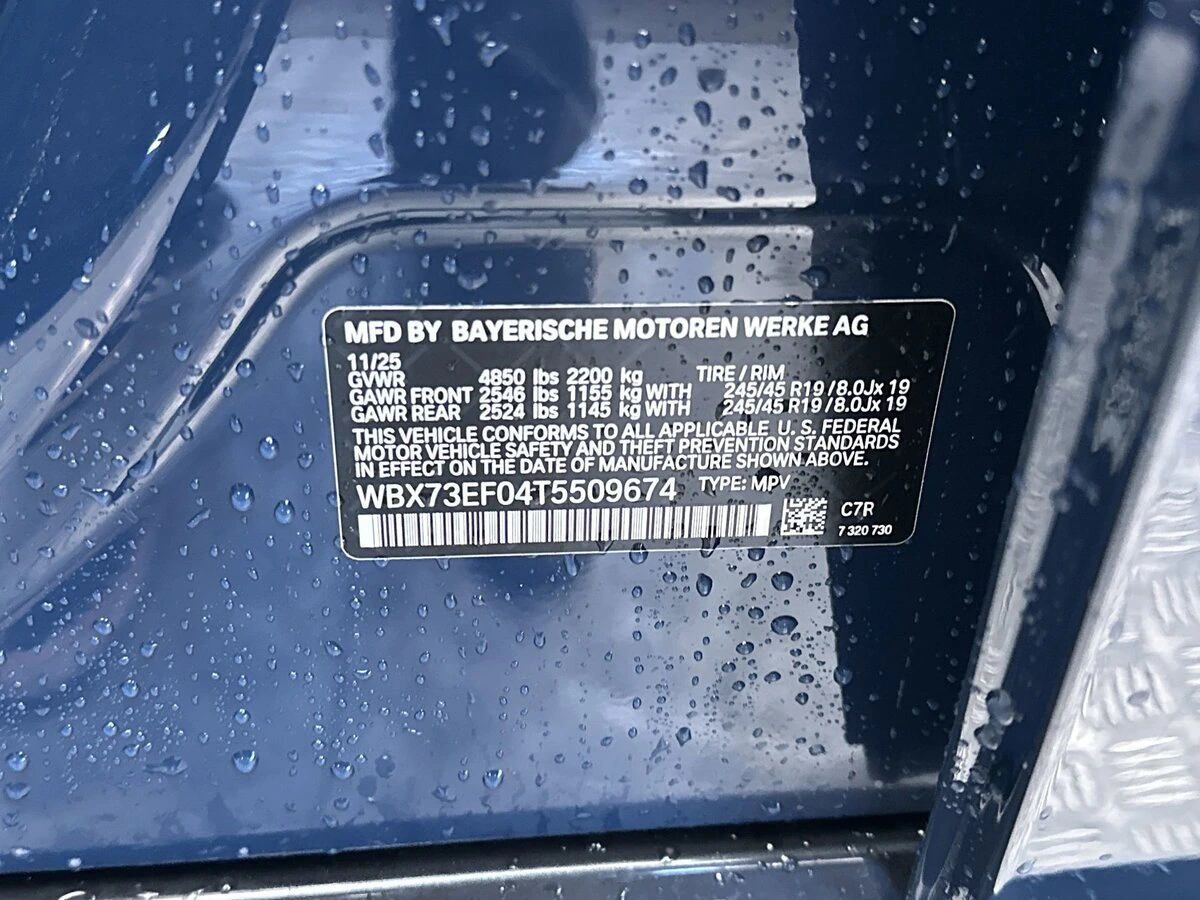 MFD BY BAYERISCHE MOTOREN WERKE AG
11/25
GVWR 4850 lbs 2200 kg TIRE / RIM
GAWR FRONT 2546 lbs 1155 kg WITH 245/45 R19 / 8.0Jx 19
GAWR REAR 2524 lbs 1145 kg WITH 245/45 R19 / 8.0Jx 19
THIS VEHICLE CONFORMS TO ALL APPLICABLE U. S. FEDERAL
MOTOR VEHICLE SAFETY AND THEFT PREVENTION STANDARDS
IN EFFECT ON THE DATE OF MANUFACTURE SHOWN ABOVE.
WBX73EF04T5509674 TYPE: MPV
C7R
7 320 730